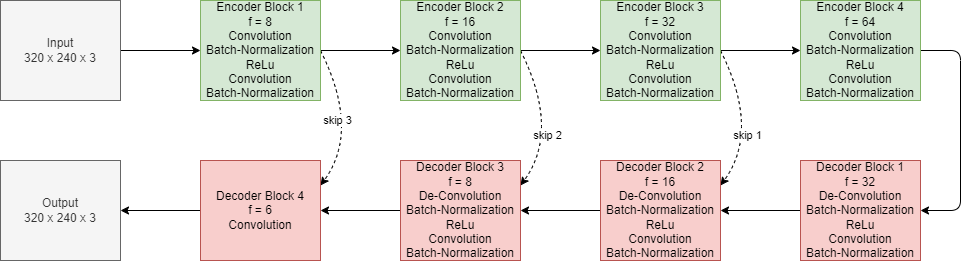 Input
320 x 240 x 3
Encoder Block 1
f = 8
Convolution
Batch-Normalization
ReLu
Convolution
Batch-Normalization
Encoder Block 2
f = 16
Convolution
Batch-Normalization
ReLu
Convolution
Batch-Normalization
Encoder Block 3
f = 32
Convolution
Batch-Normalization
ReLu
Convolution
Batch-Normalization
Encoder Block 4
f = 64
Convolution
Batch-Normalization
ReLu
Convolution
Batch-Normalization
skip 3
skip 2
skip 1
Output
320 x 240 x 3
Decoder Block 4
f = 6
Convolution
Decoder Block 3
f = 8
De-Convolution
Batch-Normalization
ReLu
Convolution
Batch-Normalization
Decoder Block 2
f = 16
De-Convolution
Batch-Normalization
ReLu
Convolution
Batch-Normalization
Decoder Block 1
f = 32
De-Convolution
Batch-Normalization
ReLu
Convolution
Batch-Normalization